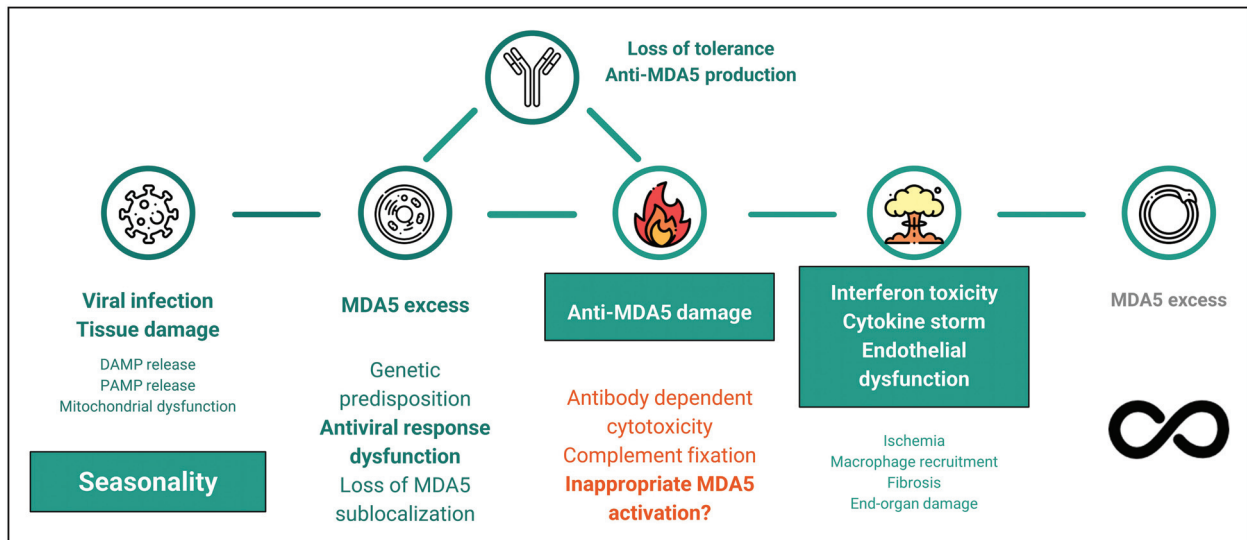 Loss of tolerance
Anti-MDA5 production
Viral infection
Tissue damage
DAMP release
PAMP release
Mitochondrial dysfunction
Seasonality
MDA5 excess
Genetic
predisposition
Antiviral response
dysfunction
Loss of MDA5
sublocalization
Anti-MDA5 damage
Antibody dependent
cytotoxicity
Complement fixation
Inappropriate MDA5
activation?
Interferon toxicity
Cytokine storm
Endothelial
dysfunction
Ischemia
Macrophage recruitment
Fibrosis
End-organ damage
MDA5 excess